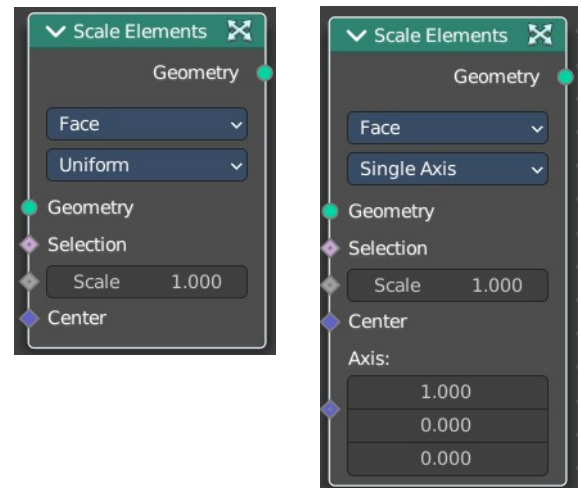 Scale Elements
Geometry
Face
Uniform
Geometry
Selection
Scale 1.000
Center
Scale Elements
Geometry
Face
Single Axis
Geometry
Selection
Scale 1.000
Center
Axis:
1.000
0.000
0.000